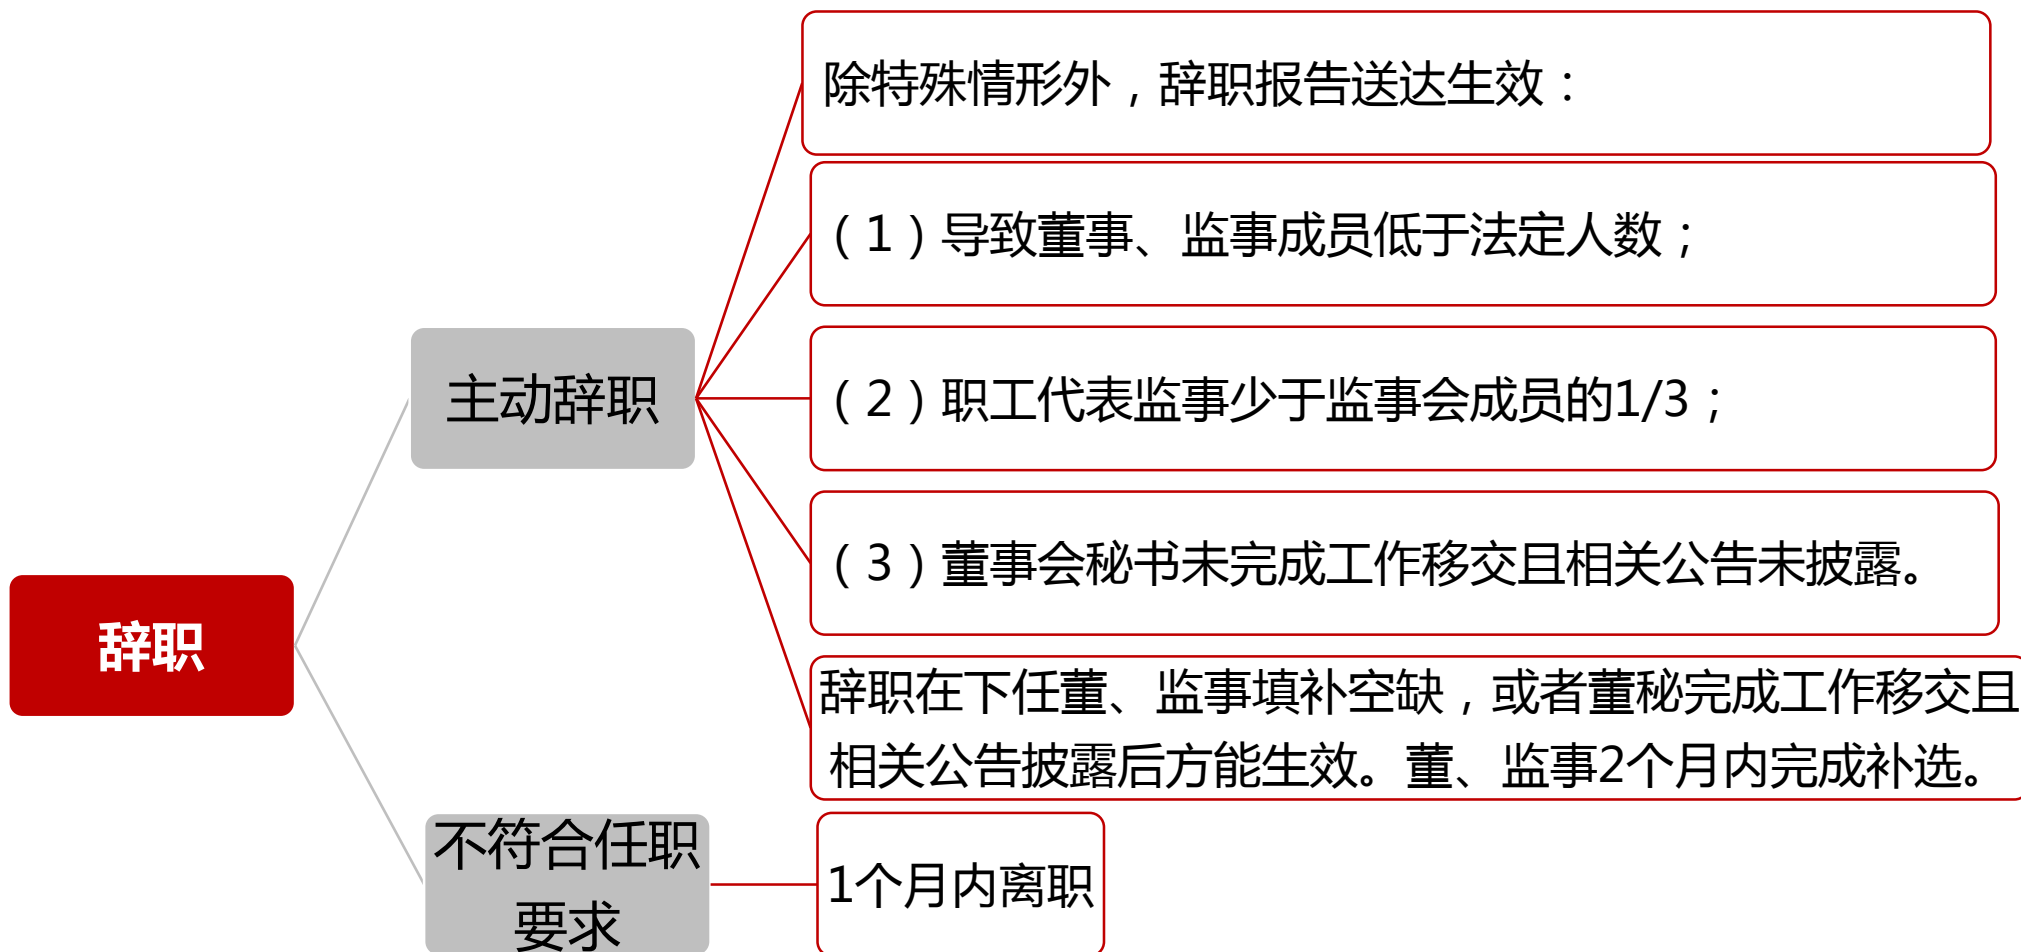 辞职
主动辞职
除特殊情形外，辞职报告送达生效：
（1）导致董事、监事成员低于法定人数；
（2）职工代表监事少于监事会成员的1/3；
（3）董事会秘书未完成工作移交且相关公告未披露。
辞职在下任董、监事填补空缺，或者董秘完成工作移交且
相关公告披露后方能生效。董、监事2个月内完成补选。
不符合任职
要求
1个月内离职